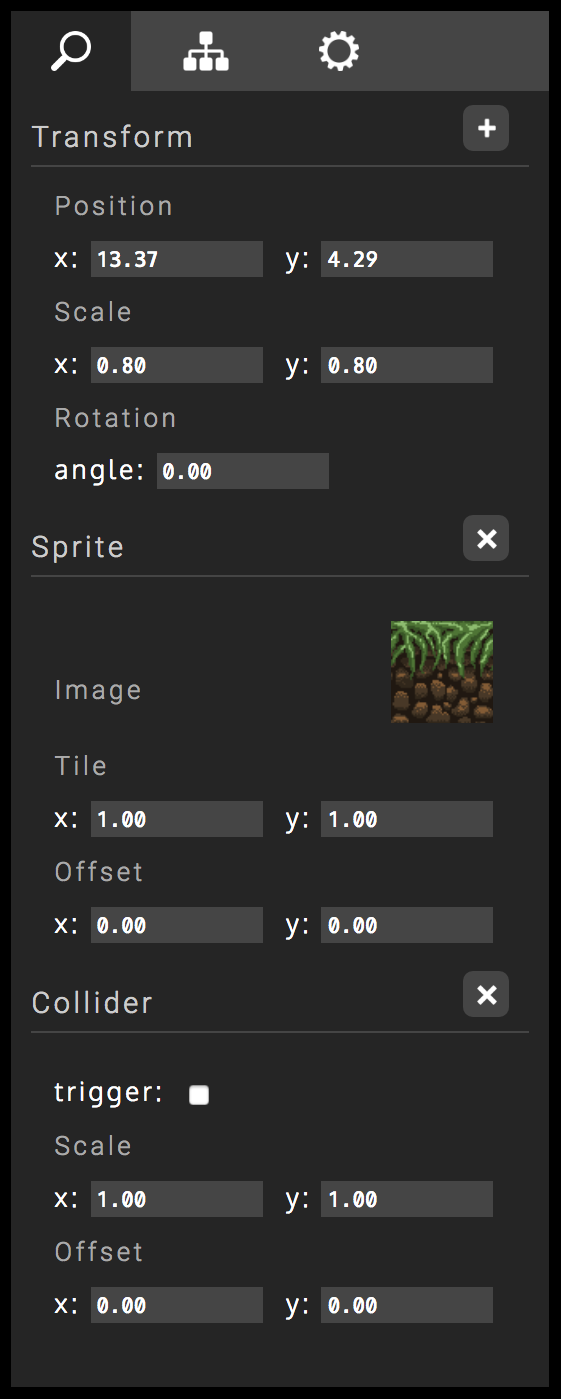 Transform
Position
x: 13.37 y: 4.29
Scale
x: 0.80 y: 0.80
Rotation
angle: 0.00
Sprite
Image
Tile
x: 1.00 y: 1.00
Offset
x: 0.00 y: 0.00
Collider
trigger:
Scale
x: 1.00 y: 1.00
Offset
x: 0.00 y: 0.00